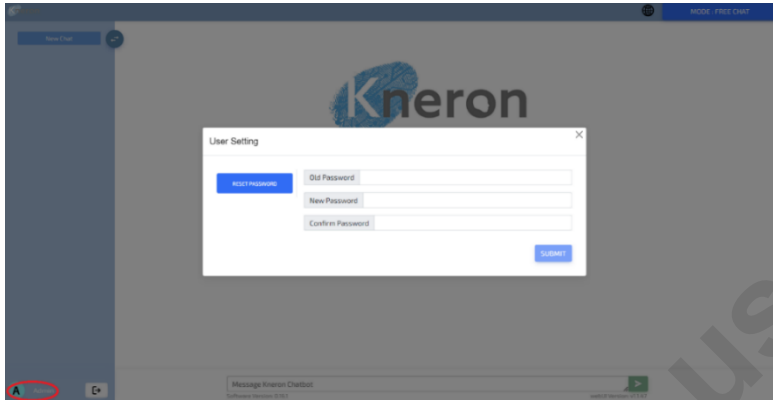 MODE - FREE CHAT
New Chat
Kneron
User Setting
RESET PASSWORD
Old Password
New Password
Confirm Password
SUBMIT
A
Message Kneron Chatbot
us